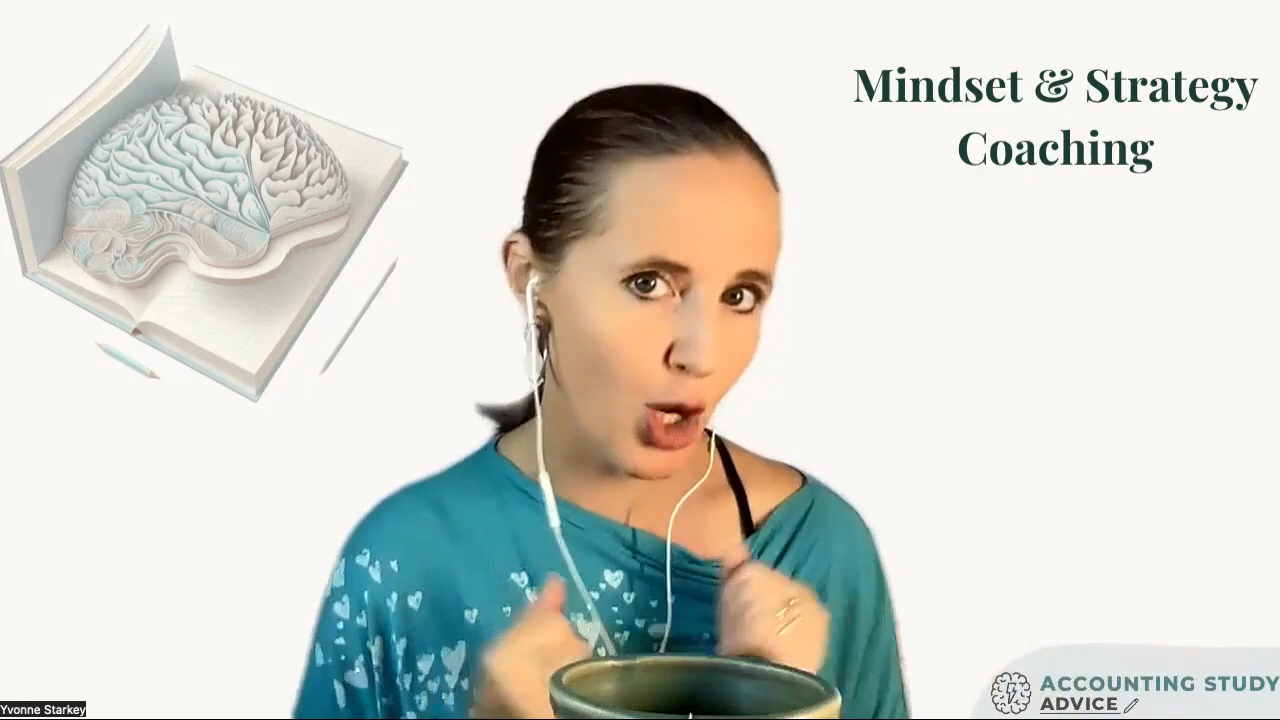 Mindset & Strategy
Coaching
Yvonne Starkey
ACCOUNTING STUDY
ADVICE